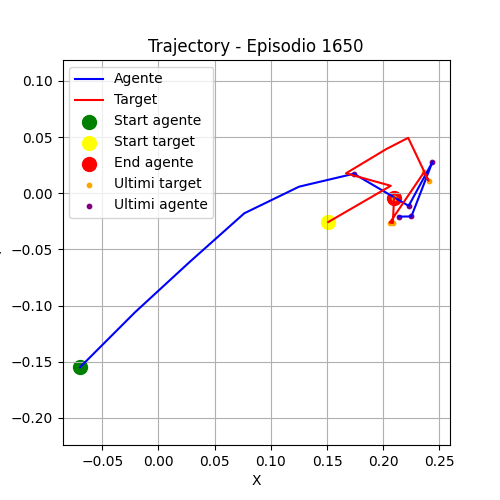 Trajectory - Episodio 1650
Agente
Target
Start agente
Start target
End agente
Ultimi target
Ultimi agente
0.10
0.05
0.00
−0.05
−0.10
−0.15
−0.20
−0.05
0.00
0.05
0.10
0.15
0.20
0.25
X